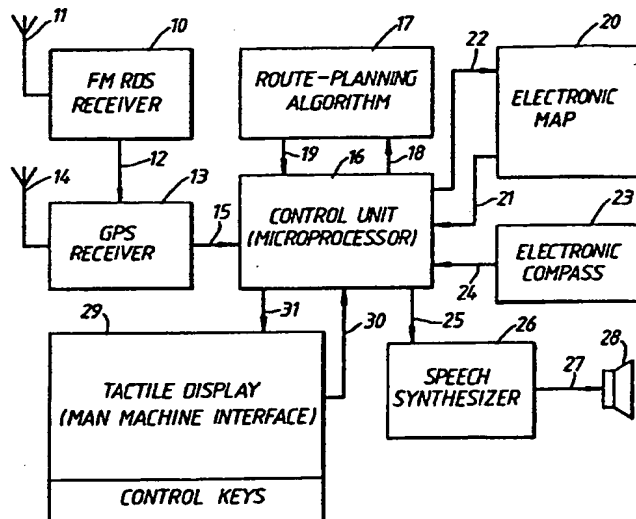 11
10
17
22
20
FM RDS
RECEIVER
ROUTE-PLANNING
ALGORITHM
ELECTRONIC
MAP
12
19
16
18
14
13
21
23
GPS
RECEIVER
15
CONTROL UNIT
(MICROPROCESSOR)
ELECTRONIC
COMPASS
24
29
31
30
25
26
28
TACTILE DISPLAY
(MAN MACHINE INTERFACE)
SPEECH
SYNTHESIZER
27
CONTROL KEYS